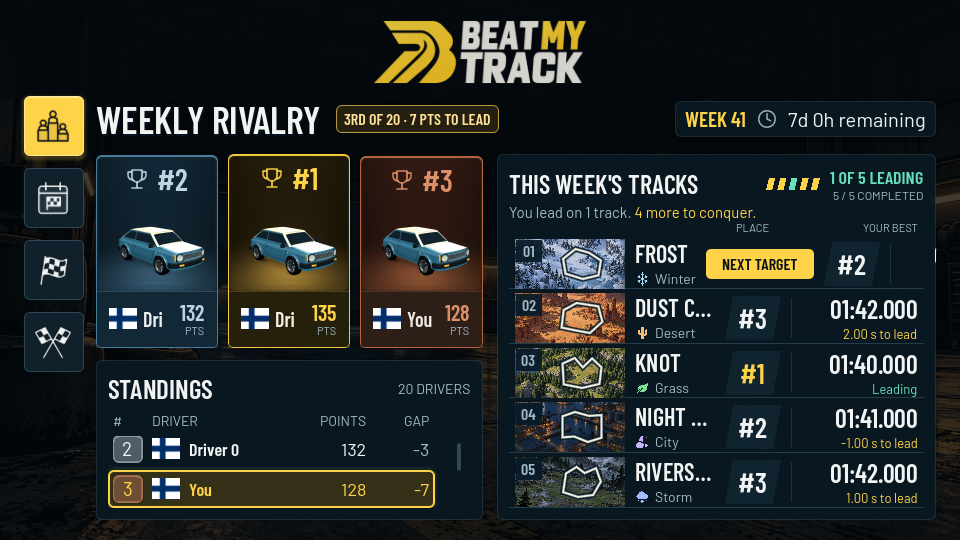 BEAT MY
TRACK
WEEKLY RIVALRY
3RD OF 20 · 7 PTS TO LEAD
WEEK 41
7d 0h remaining
#2
Dri
132
PTS
#1
Dri
135
PTS
#3
You
128
PTS
STANDINGS
20 DRIVERS
# DRIVER POINTS GAP
2 Driver 0 132 -3
3 You 128 -7
THIS WEEK'S TRACKS
1 OF 5 LEADING
5 / 5 COMPLETED
You lead on 1 track. 4 more to conquer.
PLACE YOUR BEST
01 FROST NEXT TARGET #2
Winter
02 DUST C... #3 01:42.000
Desert 2.00 s to lead
03 KNOT #1 01:40.000
Grass Leading
04 NIGHT ... #2 01:41.000
City -1.00 s to lead
05 RIVERS... #3 01:42.000
Storm 1.00 s to lead